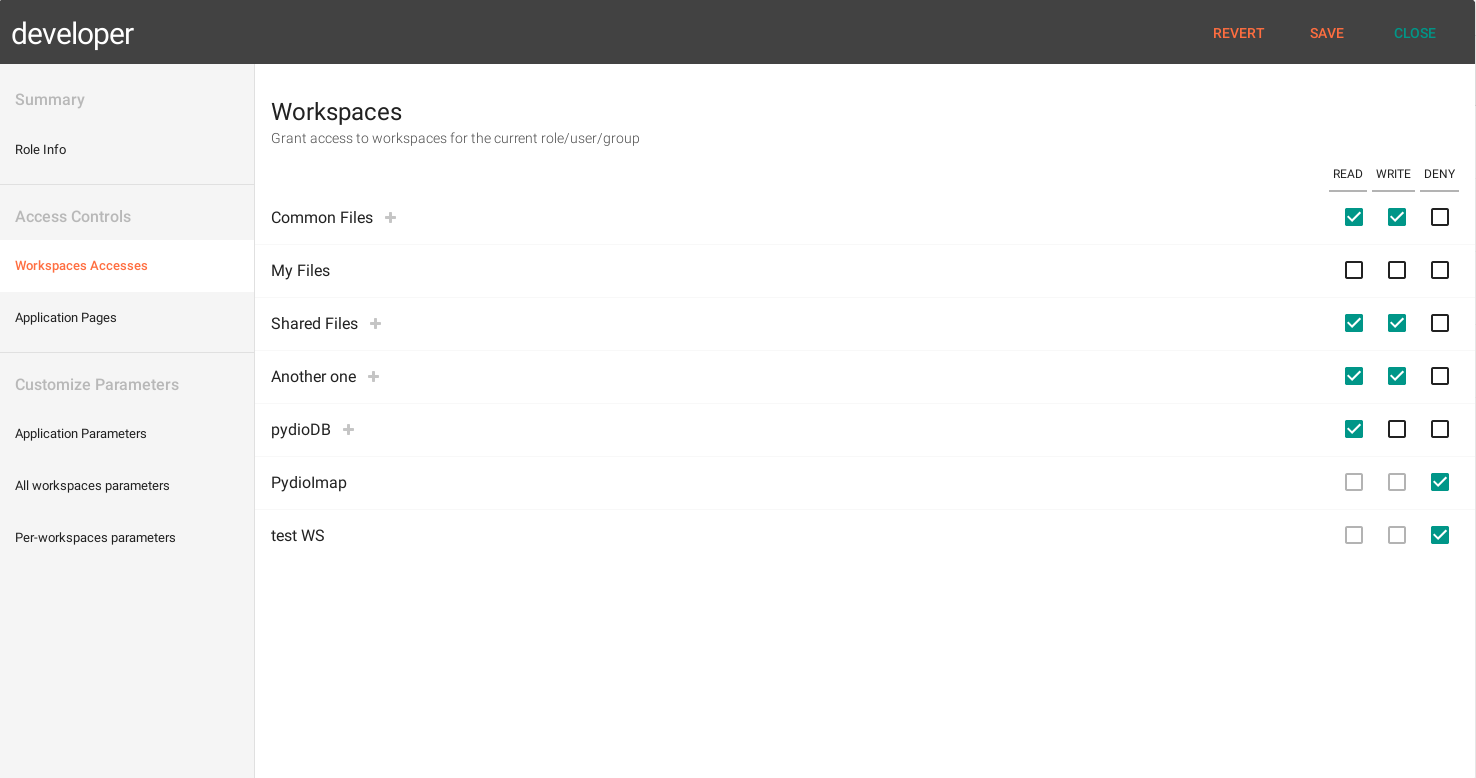 developer
REVERT SAVE CLOSE
Summary
Role Info
Access Controls
Workspaces Accesses
Application Pages
Customize Parameters
Application Parameters
All workspaces parameters
Per-workspaces parameters
Workspaces
Grant access to workspaces for the current role/user/group
READ WRITE DENY
Common Files
My Files
Shared Files
Another one
pydioDB
PydioImap
test WS